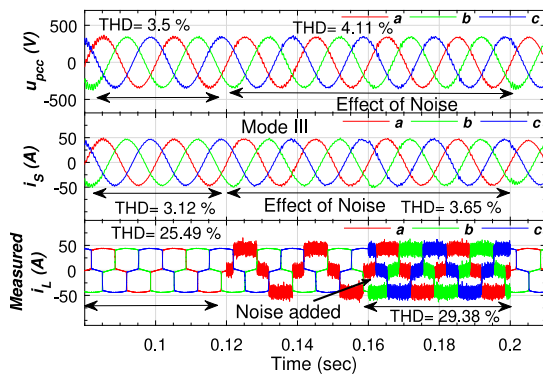 THD= 3.5 %
THD= 4.11 %
a b c
500
0
-500
u_pcc (V)
Effect of Noise
Mode III
a b c
50
0
-50
i_S (A)
THD= 3.12 %
Effect of Noise
THD= 3.65 %
THD= 25.49 %
a b c
50
0
-50
Measured
i_L (A)
Noise added
THD= 29.38 %
0.1 0.12 0.14 0.16 0.18 0.2
Time (sec)